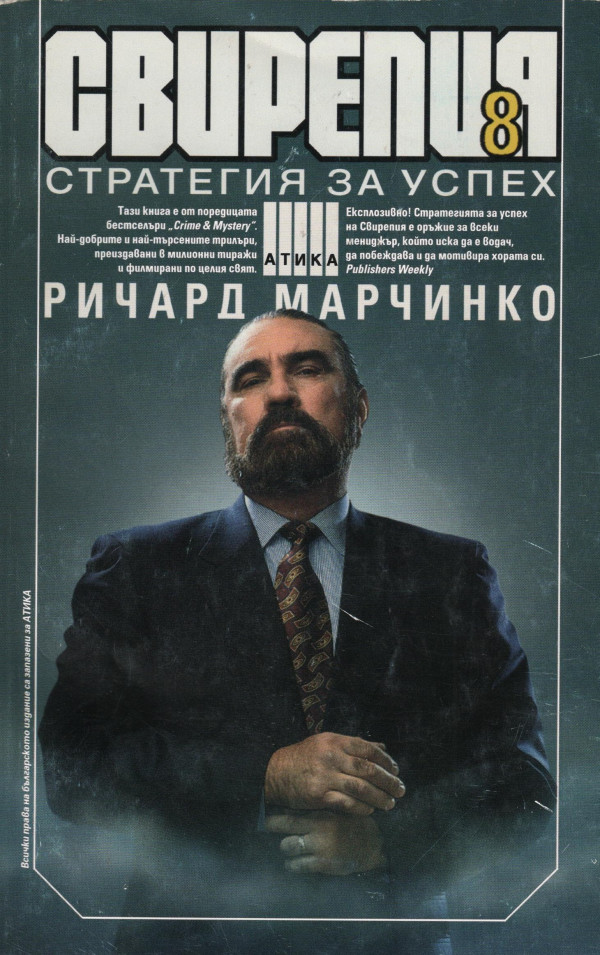 СВИРЕПИЯ
8
СТРАТЕГИЯ ЗА УСПЕХ
Тази книга е от поредицата
бестселъри „Crime & Mystery".
Най-добрите и най-търсените трилъри,
преиздавани в милионни тиражи
и филмирани по целия свят.
АТИКА
Експлозивно! Стратегията за успех
на Свирепия е оръжие за всеки
мениджър, който иска да е водач,
да побеждава и да мотивира хората си.
Publishers Weekly
РИЧАРД МАРЧИНКО
Всички права на българското издание са запазени за АТИКА